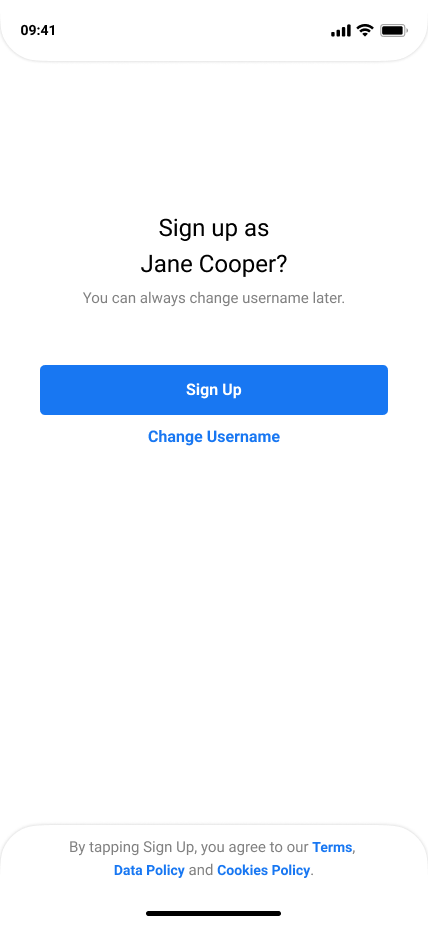 09:41
Sign up as
Jane Cooper?
You can always change username later.
Sign Up
Change Username
By tapping Sign Up, you agree to our Terms,
Data Policy and Cookies Policy.